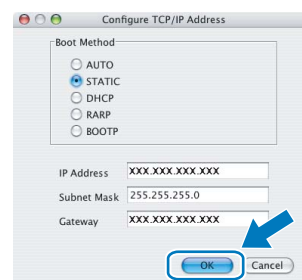 Configure TCP/IP Address
Boot Method
AUTO
STATIC
DHCP
RARP
BOOTP
IP Address XXX.XXX.XXX.XXX
Subnet Mask 255.255.255.0
Gateway XXX.XXX.XXX.XXX
OK Cancel